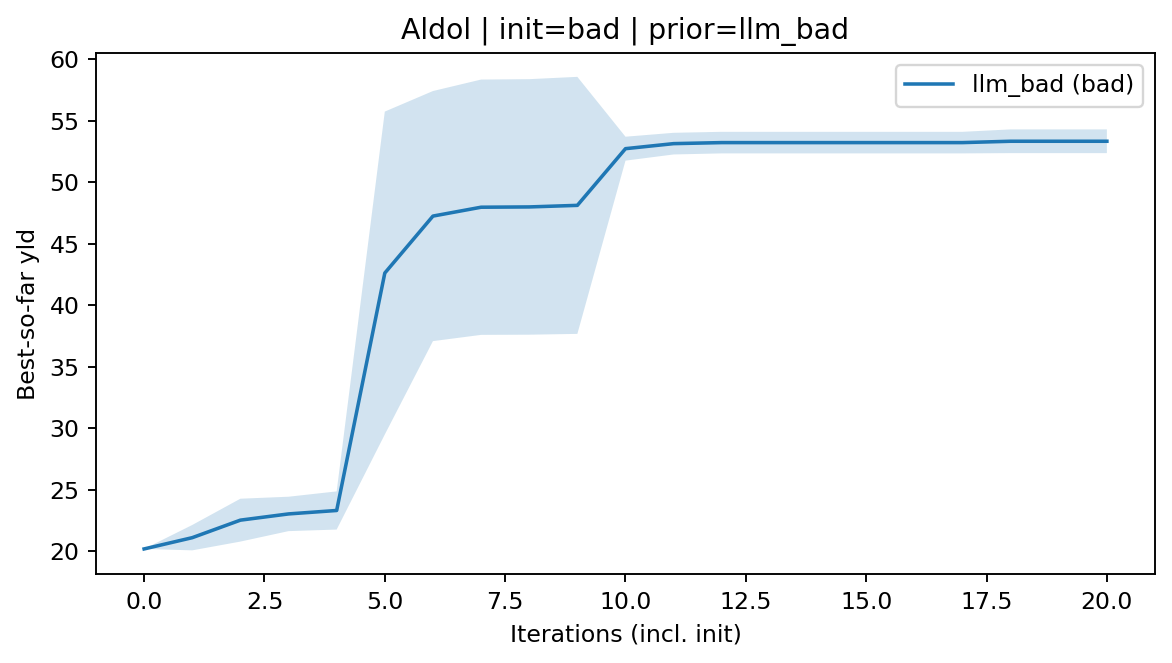 Aldol | init=bad | prior=llm_bad
llm_bad (bad)
Best-so-far yld
60
55
50
45
40
35
30
25
20
0.0 2.5 5.0 7.5 10.0 12.5 15.0 17.5 20.0
Iterations (incl. init)